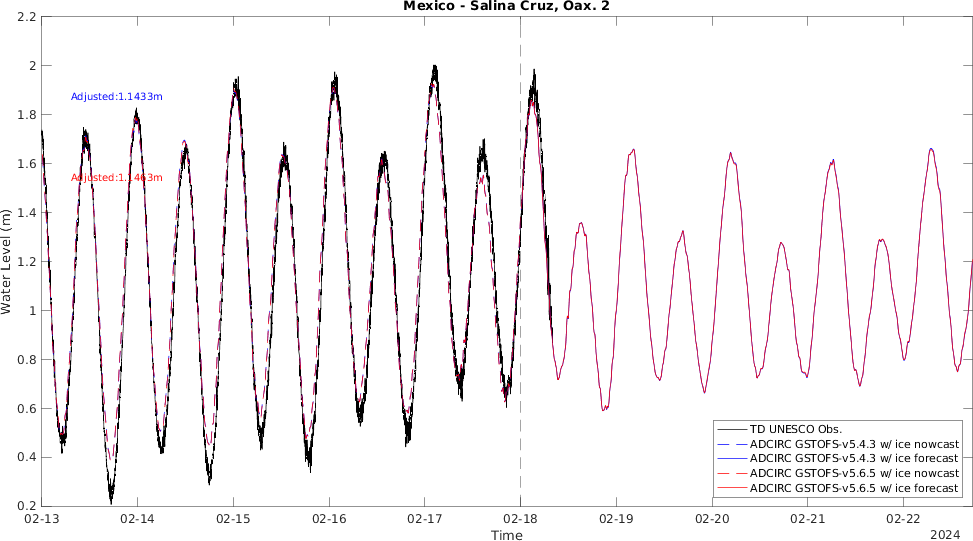 Mexico - Salina Cruz, Oax. 2
2.2
2
1.8
1.6
1.4
1.2
1
0.8
0.6
0.4
0.2
Water Level (m)
Adjusted:1.1433m
Adjusted:1.1463m
TD UNESCO Obs.
ADCIRC GSTOFS-v5.4.3 w/ ice nowcast
ADCIRC GSTOFS-v5.4.3 w/ ice forecast
ADCIRC GSTOFS-v5.6.5 w/ ice nowcast
ADCIRC GSTOFS-v5.6.5 w/ ice forecast
02-13 02-14 02-15 02-16 02-17 02-18 02-19 02-20 02-21 02-22
Time
2024